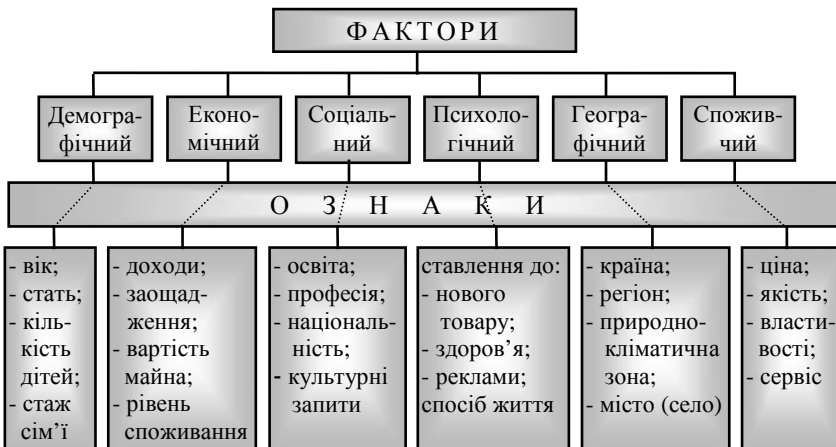 ФАКТОРИ
Демогра-
фічний
Еконо-
мічний
Соціаль-
ний
Психоло-
гічний
Геогра-
фічний
Спожив-
чий
ОЗНАКИ
- вік;
- стать;
- кіль-
кість
дітей;
- стаж
сім’ї
- доходи;
- заощад-
ження;
- вартість
майна;
- рівень
споживання
- освіта;
- професія;
- національ-
ність;
- культурні
запити
ставлення до:
- нового
товару;
- здоров’я;
- реклами;
спосіб життя
- країна;
- регіон;
- природно-
кліматична
зона;
- місто (село)
- ціна;
- якість;
- власти-
вості;
- сервіс